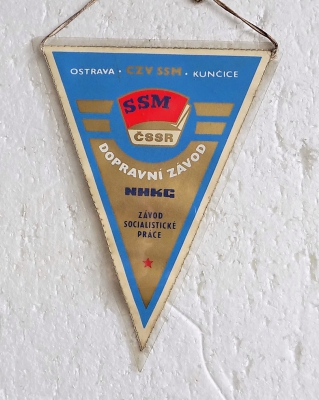 OSTRAVA · CZV SSM · KUNČICE
SSM
ČSSR
DOPRAVNÍ ZÁVOD
NHKG
ZÁVOD
SOCIALISTICKÉ
PRÁCE